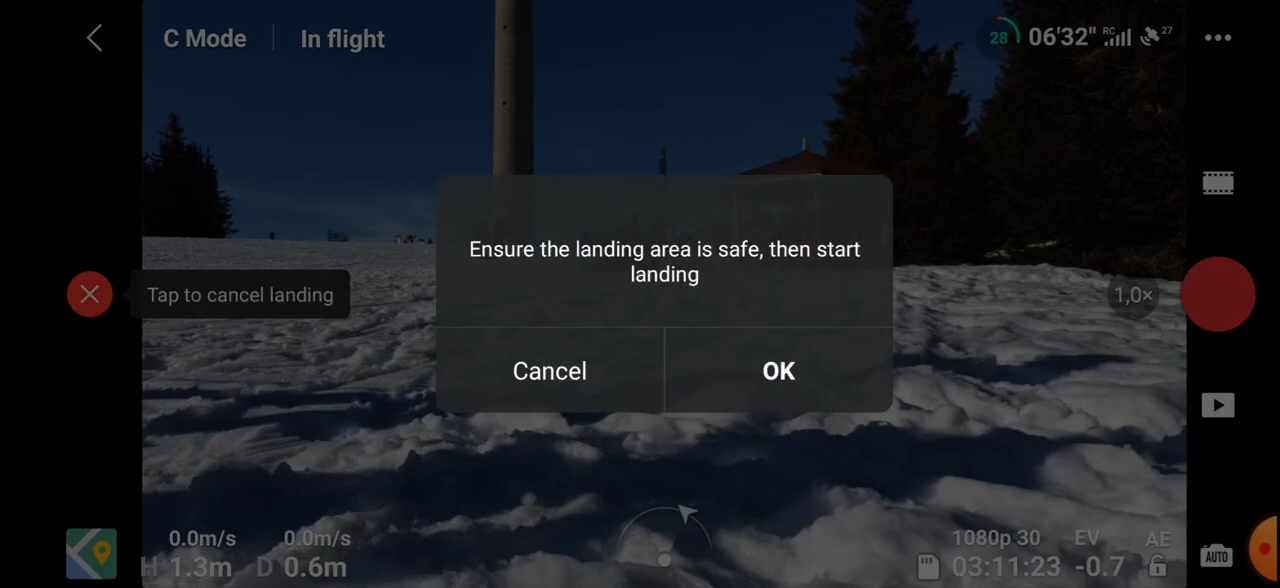 C Mode
In flight
28
06'32"
RC
27
Ensure the landing area is safe, then start
landing
Tap to cancel landing
1,0×
Cancel
OK
0.0m/s
0.0m/s
H 1.3m
D 0.6m
1080p 30
03:11:23
EV
-0.7
AE
AUTO